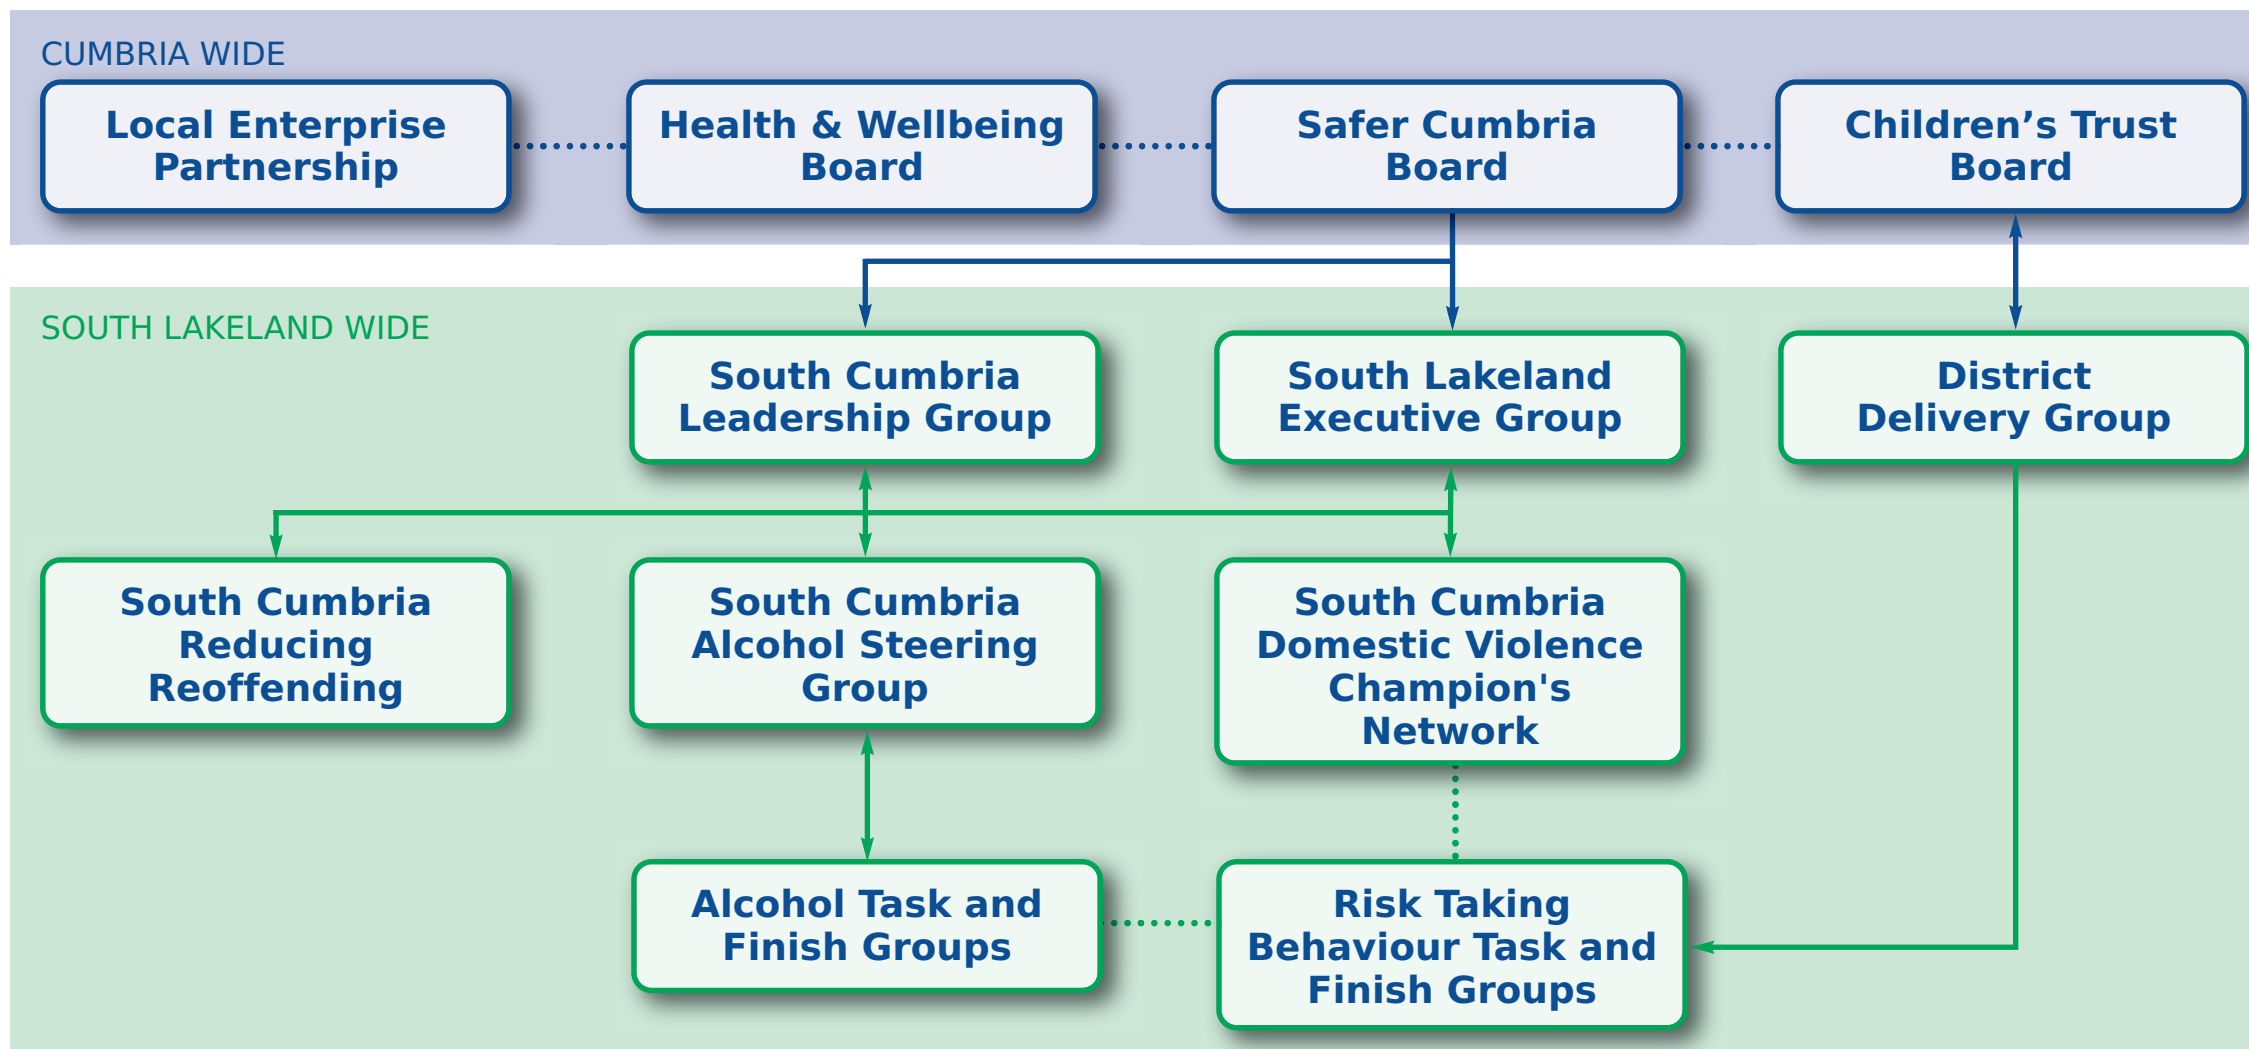 CUMBRIA WIDE
Local Enterprise
Partnership
Health & Wellbeing
Board
Safer Cumbria
Board
Children’s Trust
Board
SOUTH LAKELAND WIDE
South Cumbria
Leadership Group
South Lakeland
Executive Group
District
Delivery Group
South Cumbria
Reducing
Reoffending
South Cumbria
Alcohol Steering
Group
South Cumbria
Domestic Violence
Champion's
Network
Alcohol Task and
Finish Groups
Risk Taking
Behaviour Task and
Finish Groups